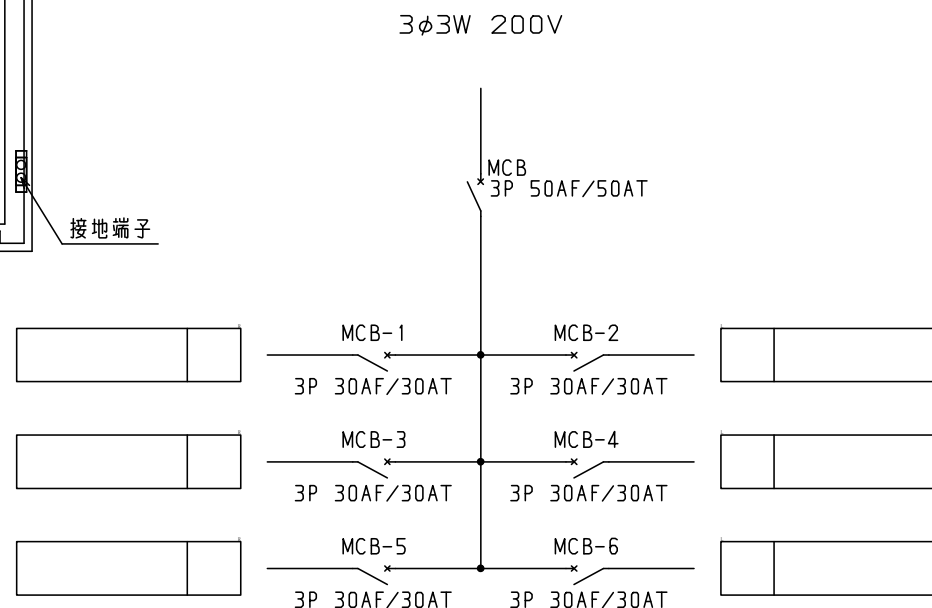 3φ3W 200V
MCB
3P 50AF/50AT
接地端子
MCB-1
MCB-2
3P 30AF/30AT
3P 30AF/30AT
MCB-3
MCB-4
3P 30AF/30AT
3P 30AF/30AT
MCB-5
MCB-6
3P 30AF/30AT
3P 30AF/30AT